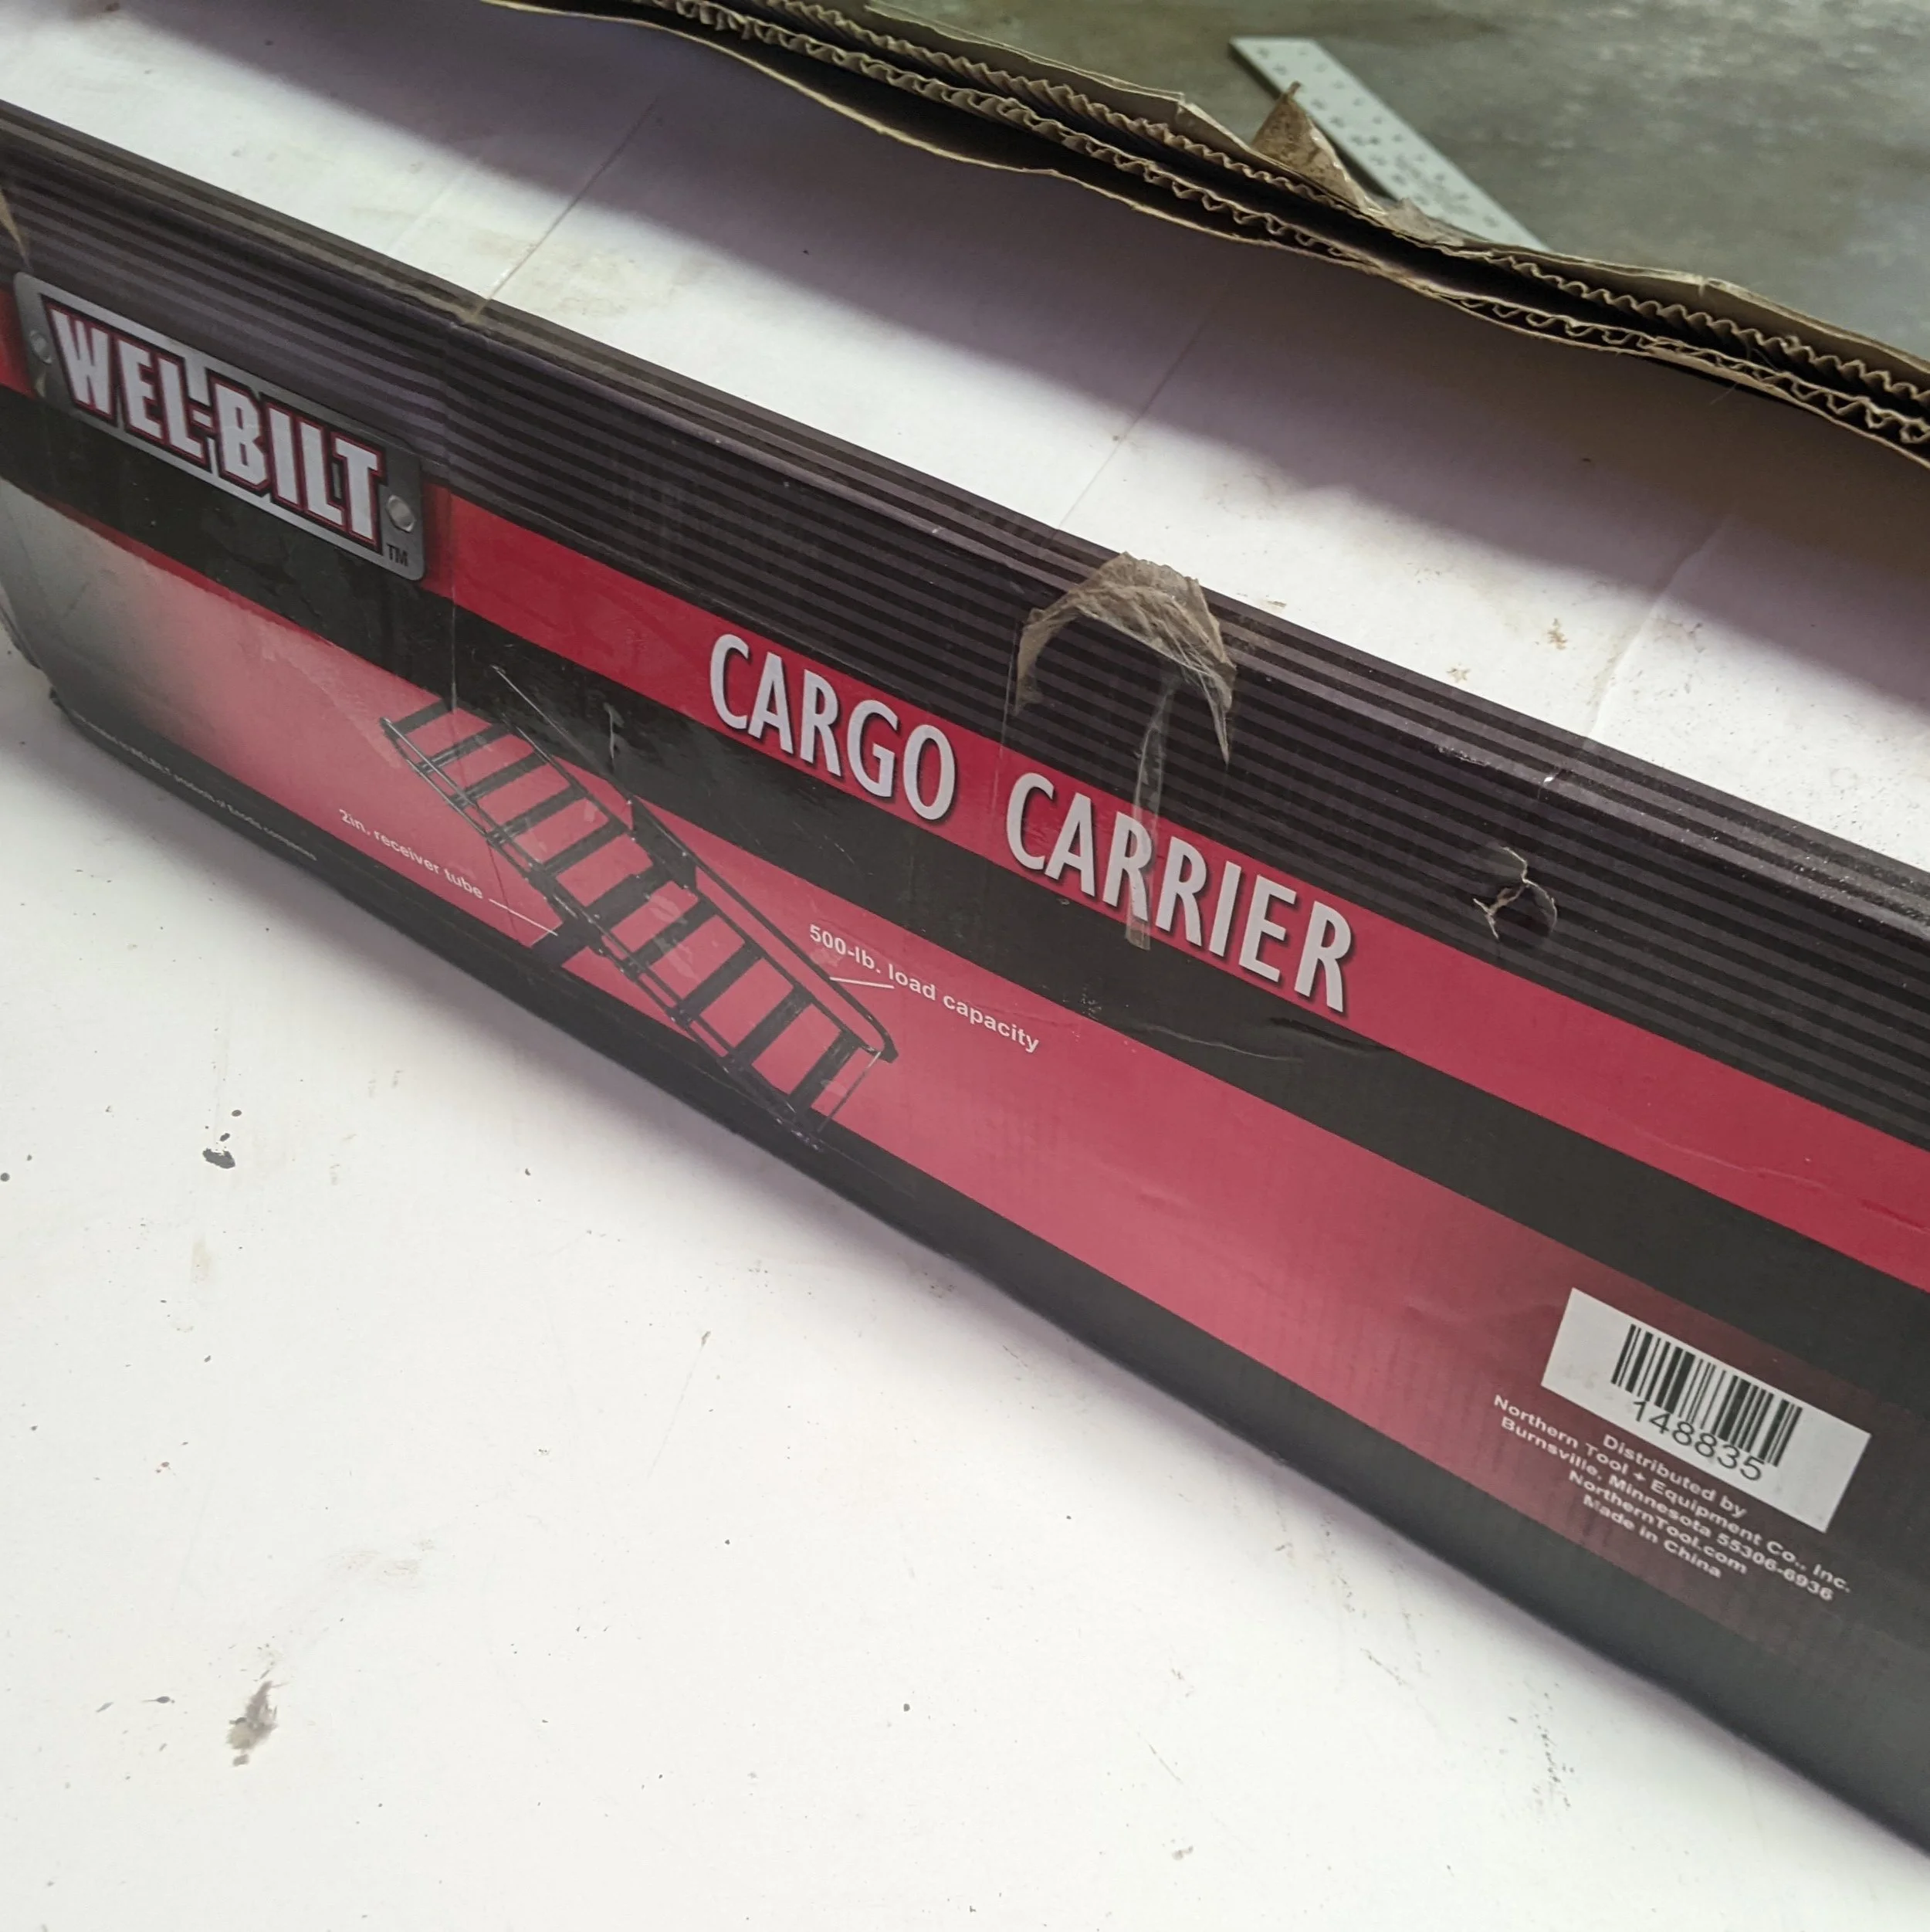 WEL-BILT
TM
CARGO CARRIER
2in. receiver tube
500-lb. load capacity
148835
Distributed by
Northern Tool + Equipment Co., Inc.
Burnsville, Minnesota 55306-6936
NorthernTool.com
Made in China